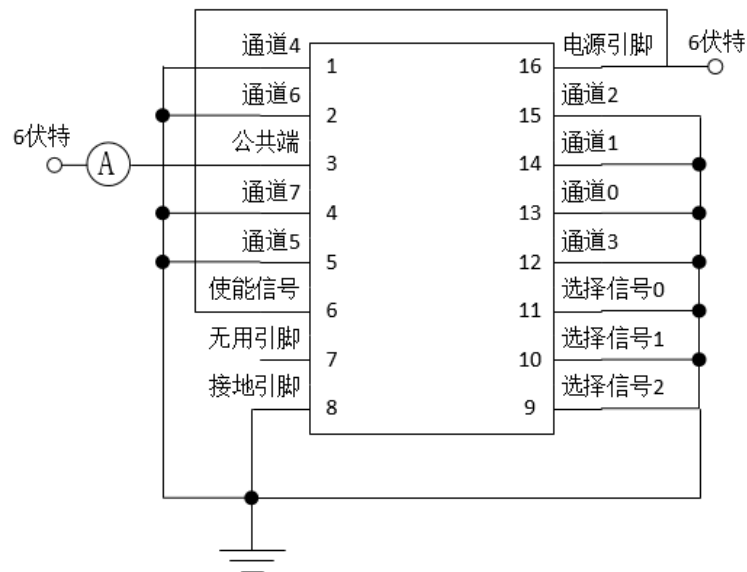 通道4
1
16
电源引脚
6伏特
通道6
2
15
通道2
6伏特
A
公共端
3
14
通道1
通道7
4
13
通道0
通道5
5
12
通道3
使能信号
6
11
选择信号0
无用引脚
7
10
选择信号1
接地引脚
8
9
选择信号2